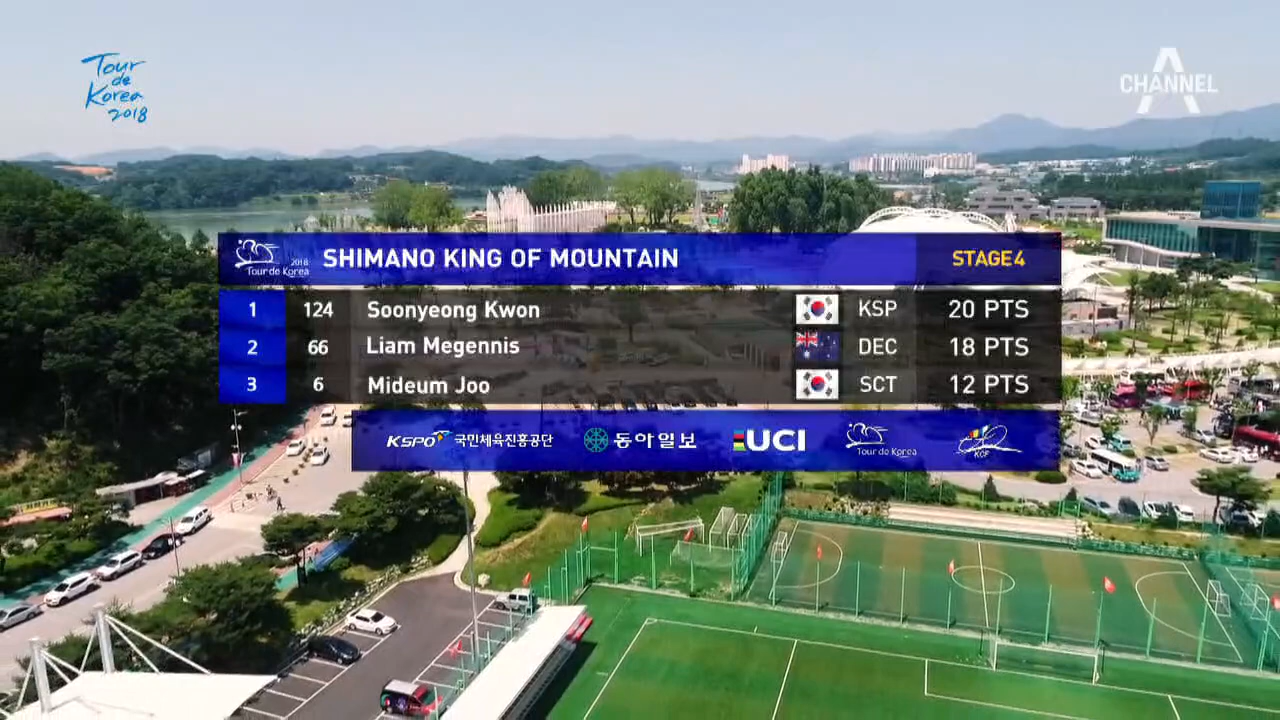 Tour
de
Korea
2018
CHANNEL A
2018
Tour de Korea
SHIMANO KING OF MOUNTAIN STAGE4
1 124 Soonyeong Kwon KSP 20 PTS
2 66 Liam Megennis DEC 18 PTS
3 6 Mideum Joo SCT 12 PTS
KSPO 국민체육진흥공단 동아일보 UCI Tour de Korea KCF